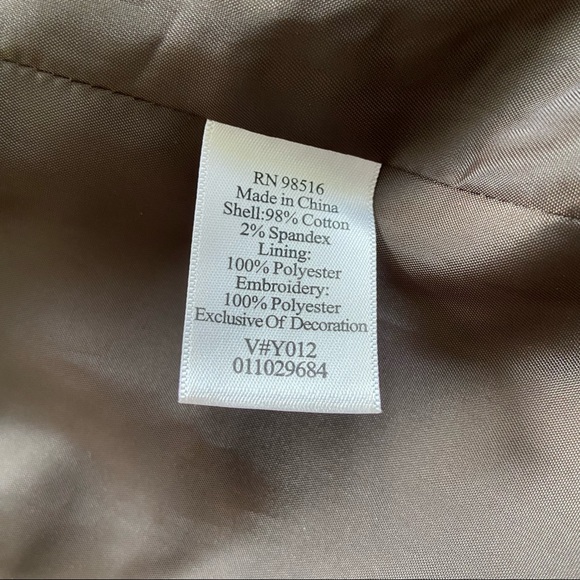 RN 98516
Made in China
Shell:98% Cotton
2% Spandex
Lining:
100% Polyester
Embroidery:
100% Polyester
Exclusive Of Decoration
V#Y012
011029684